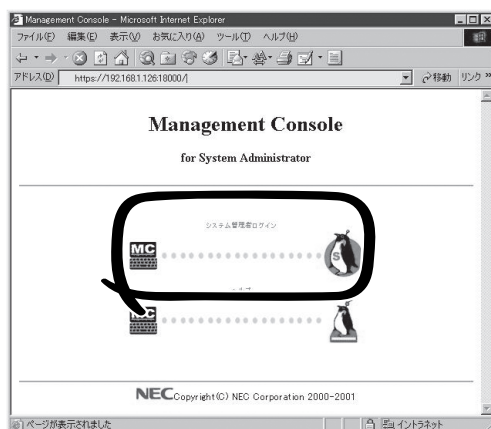 Management Console - Microsoft Internet Explorer
ファイル(F) 編集(E) 表示(V) お気に入り(A) ツール(T) ヘルプ(H)
アドレス(D) https://192.168.1.126:18000/ 移動 リンク »
Management Console
for System Administrator
システム管理者ログイン
MC S
NEC Copyright(C) NEC Corporation 2000-2001
ページが表示されました イントラネット